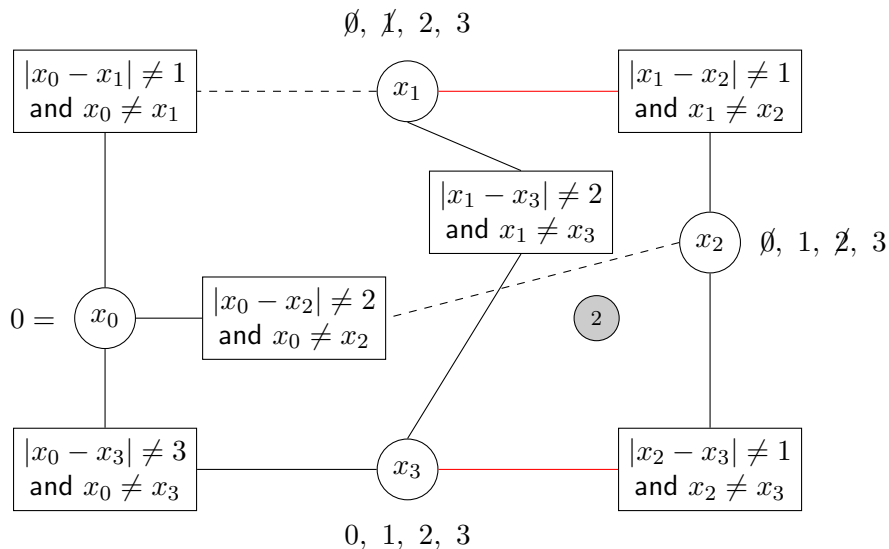 0̸, 1̸, 2, 3
|x₀ − x₁| ≠ 1
and x₀ ≠ x₁
x₁
|x₁ − x₂| ≠ 1
and x₁ ≠ x₂
|x₁ − x₃| ≠ 2
and x₁ ≠ x₃
x₂
0̸, 1, 2̸, 3
0 =
x₀
|x₀ − x₂| ≠ 2
and x₀ ≠ x₂
2
|x₀ − x₃| ≠ 3
and x₀ ≠ x₃
x₃
|x₂ − x₃| ≠ 1
and x₂ ≠ x₃
0, 1, 2, 3